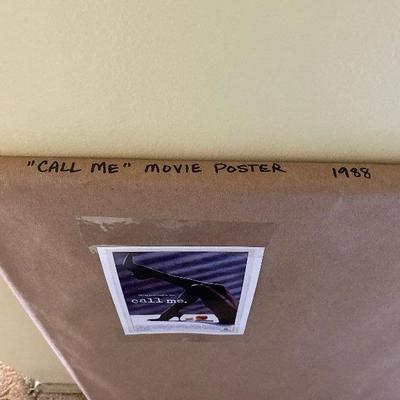 "CALL ME" MOVIE POSTER 1988
call me.